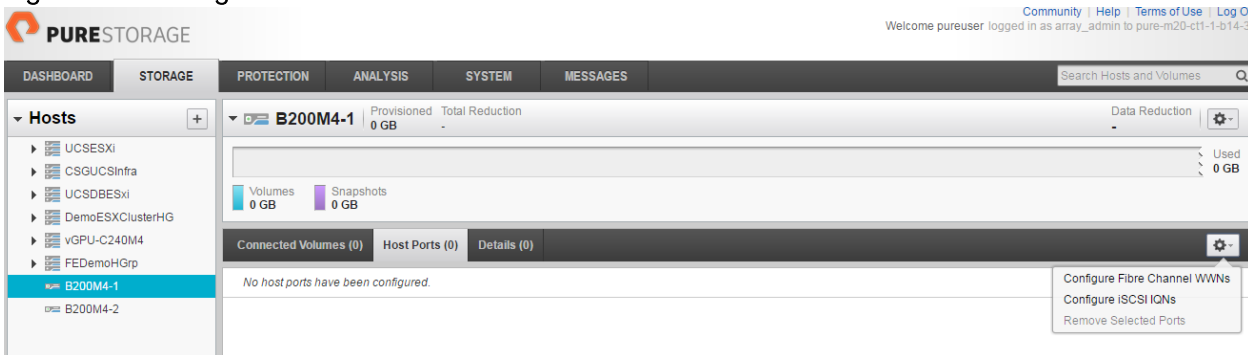 Community | Help | Terms of Use | Log O
PURESTORAGE
Welcome pureuser logged in as array_admin to pure-m20-ct1-1-b14-3
DASHBOARD STORAGE PROTECTION ANALYSIS SYSTEM MESSAGES Search Hosts and Volumes
Hosts +
UCSESXi
CSGUCSInfra
UCSDBESxi
DemoESXClusterHG
vGPU-C240M4
FEDemoHGrp
B200M4-1
B200M4-2
B200M4-1
Provisioned Total Reduction
0 GB -
Data Reduction
-
Used
0 GB
Volumes Snapshots
0 GB 0 GB
Connected Volumes (0) Host Ports (0) Details (0)
No host ports have been configured.
Configure Fibre Channel WWNs
Configure iSCSI IQNs
Remove Selected Ports